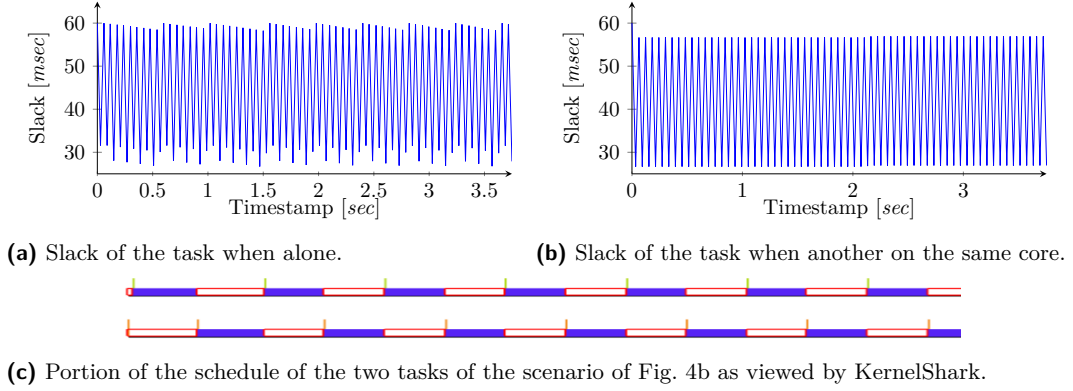 60
50
40
30
Slack [msec]
0 0.5 1 1.5 2 2.5 3 3.5
Timestamp [sec]
60
50
40
30
Slack [msec]
0 1 2 3
Timestamp [sec]
(a) Slack of the task when alone.
(b) Slack of the task when another on the same core.
(c) Portion of the schedule of the two tasks of the scenario of Fig. 4b as viewed by KernelShark.